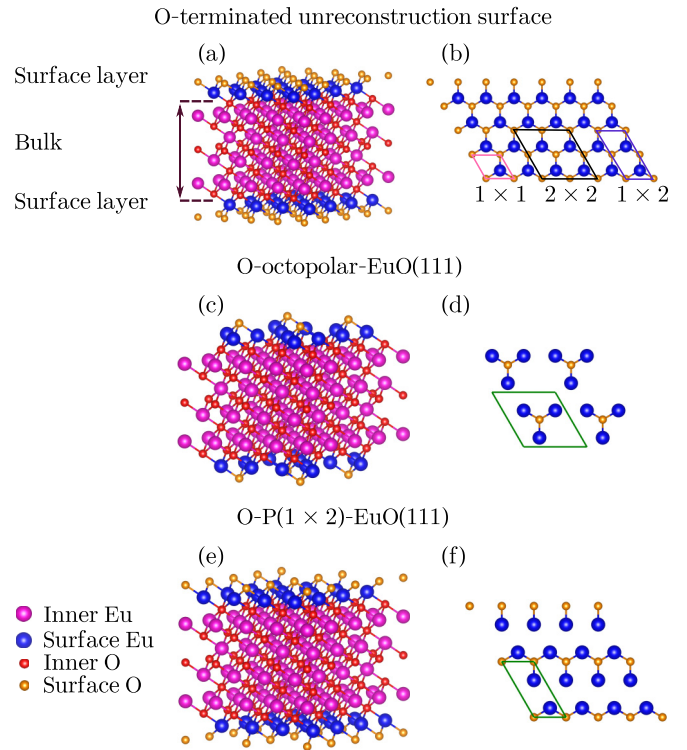 O-terminated unreconstruction surface
(a)
(b)
Surface layer
Bulk
Surface layer
1 × 1
2 × 2
1 × 2
O-octopolar-EuO(111)
(c)
(d)
O-P(1 × 2)-EuO(111)
(e)
(f)
Inner Eu
Surface Eu
Inner O
Surface O